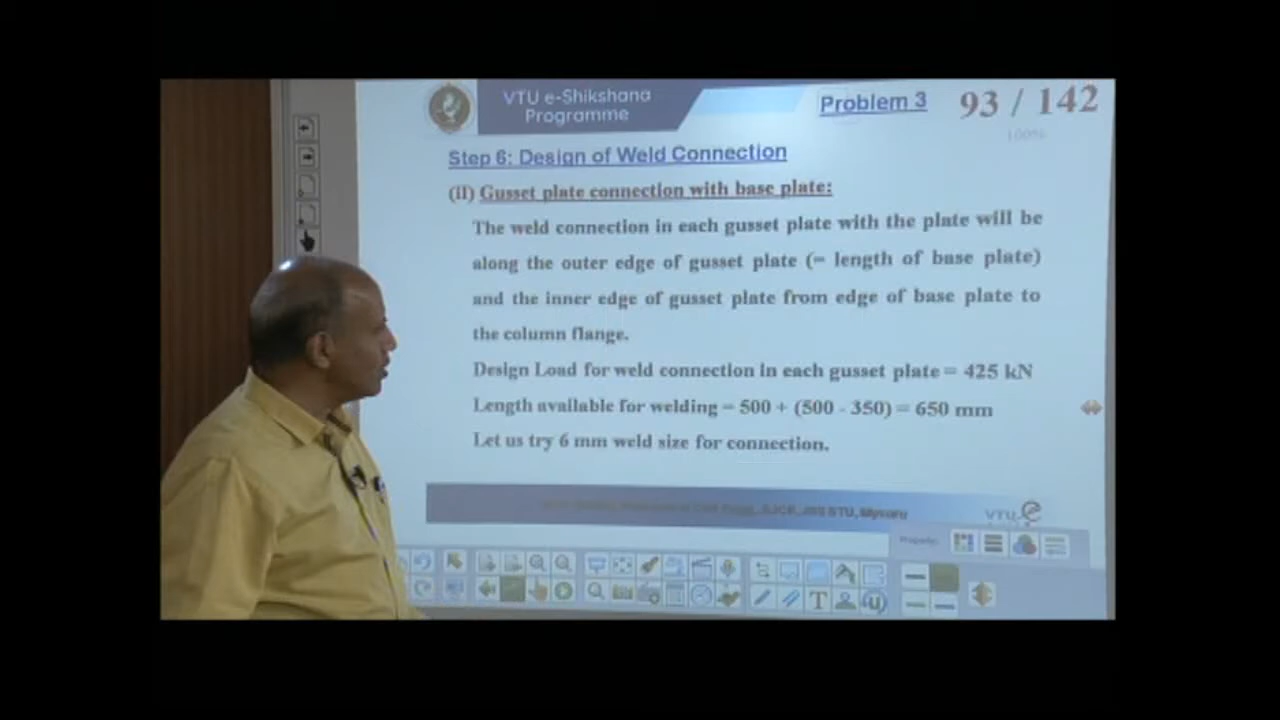 VTU e-Shikshana
Programme
Problem 3
93 / 142
100%
Step 6: Design of Weld Connection
(II) Gusset plate connection with base plate:
The weld connection in each gusset plate with the plate will be
along the outer edge of gusset plate (= length of base plate)
and the inner edge of gusset plate from edge of base plate to
the column flange.
Design Load for weld connection in each gusset plate = 425 kN
Length available for welding = 500 + (500 - 350) = 650 mm
Let us try 6 mm weld size for connection.
STU, Mysuru
VTU